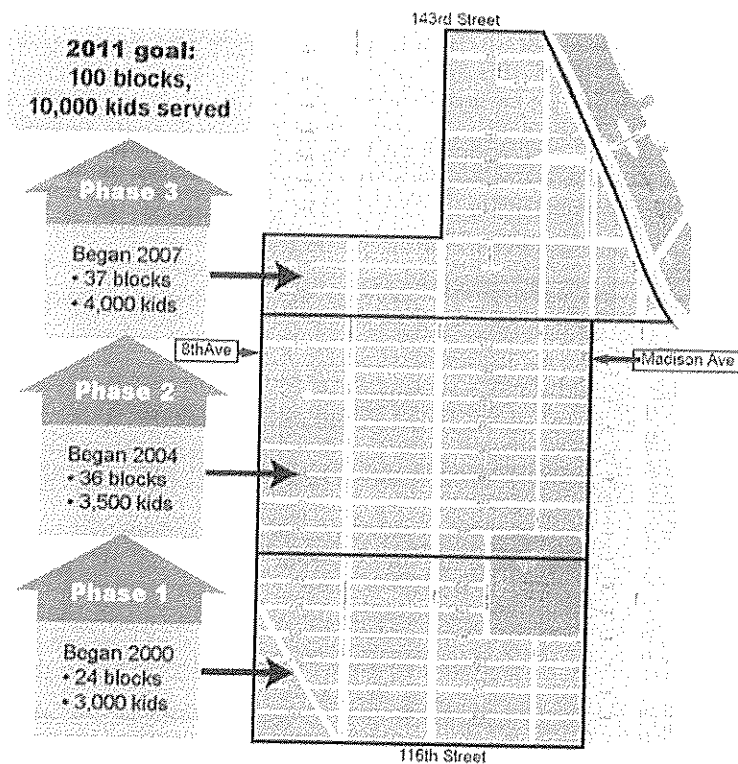 143rd Street
2011 goal:
100 blocks,
10,000 kids served
Phase 3
Began 2007
• 37 blocks
• 4,000 kids
8thAve
Madison Ave
Phase 2
Began 2004
• 36 blocks
• 3,500 kids
Phase 1
Began 2000
• 24 blocks
• 3,000 kids
116th Street